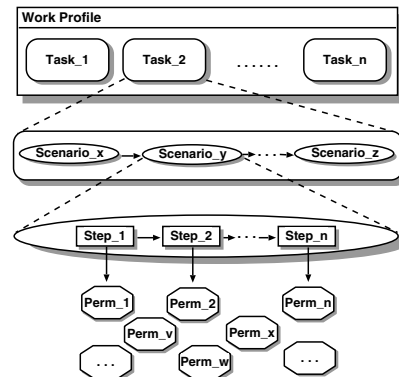 Work Profile
Task_1 Task_2 ...... Task_n
Scenario_x Scenario_y ... Scenario_z
Step_1 Step_2 ... Step_n
Perm_1 Perm_2 Perm_n
Perm_v Perm_x
... Perm_w ...